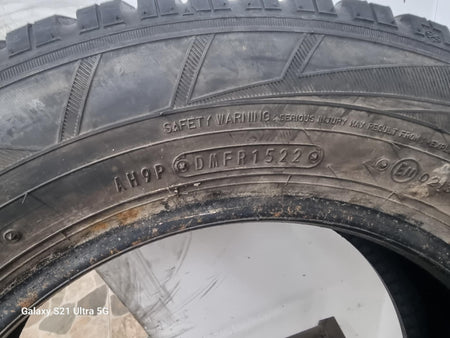 SAFETY WARNING: SERIOUS INJURY MAY RESULT FROM
AH9P DMFR1522
Galaxy S21 Ultra 5G